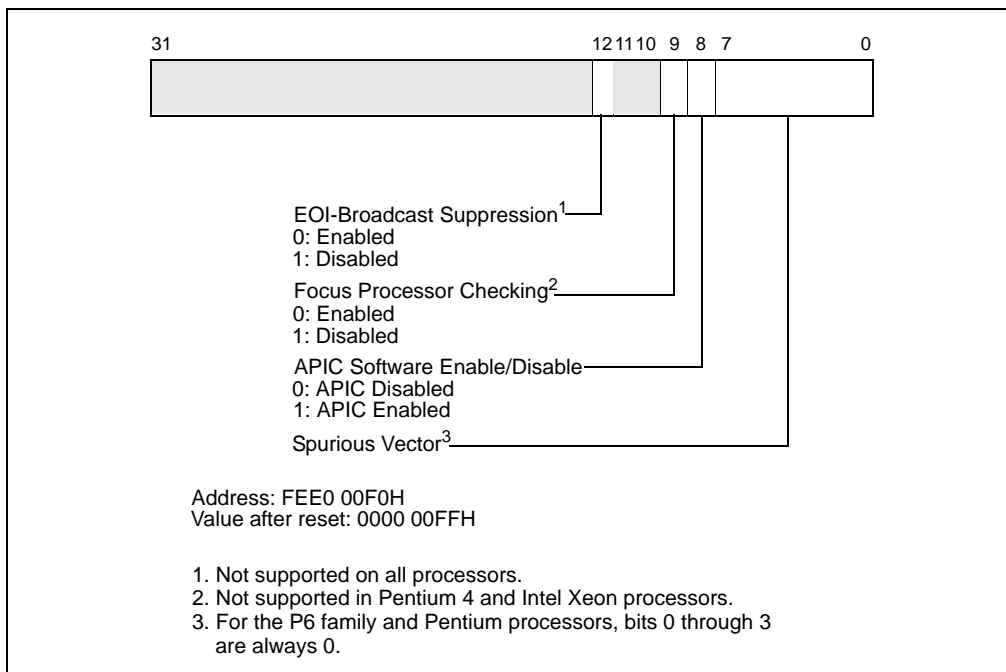 31 12 11 10 9 8 7 0
EOI-Broadcast Suppression1
0: Enabled
1: Disabled
Focus Processor Checking2
0: Enabled
1: Disabled
APIC Software Enable/Disable
0: APIC Disabled
1: APIC Enabled
Spurious Vector3
Address: FEE0 00F0H
Value after reset: 0000 00FFH
1. Not supported on all processors.
2. Not supported in Pentium 4 and Intel Xeon processors.
3. For the P6 family and Pentium processors, bits 0 through 3
are always 0.